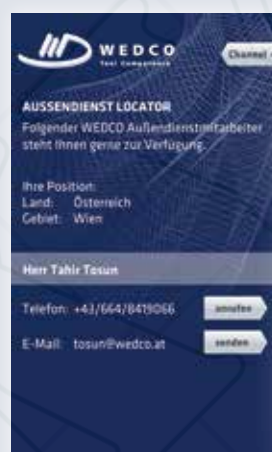 WEDCO
Tool Competence
Channel
AUSSENDIENST LOCATOR
Folgender WEDCO Außendienstmitarbeiter
steht Ihnen gerne zur Verfügung.
Ihre Position:
Land: Österreich
Gebiet: Wien
Herr Tahir Tosun
Telefon: +43/664/8419066 anrufen
E-Mail: tosun@wedco.at senden